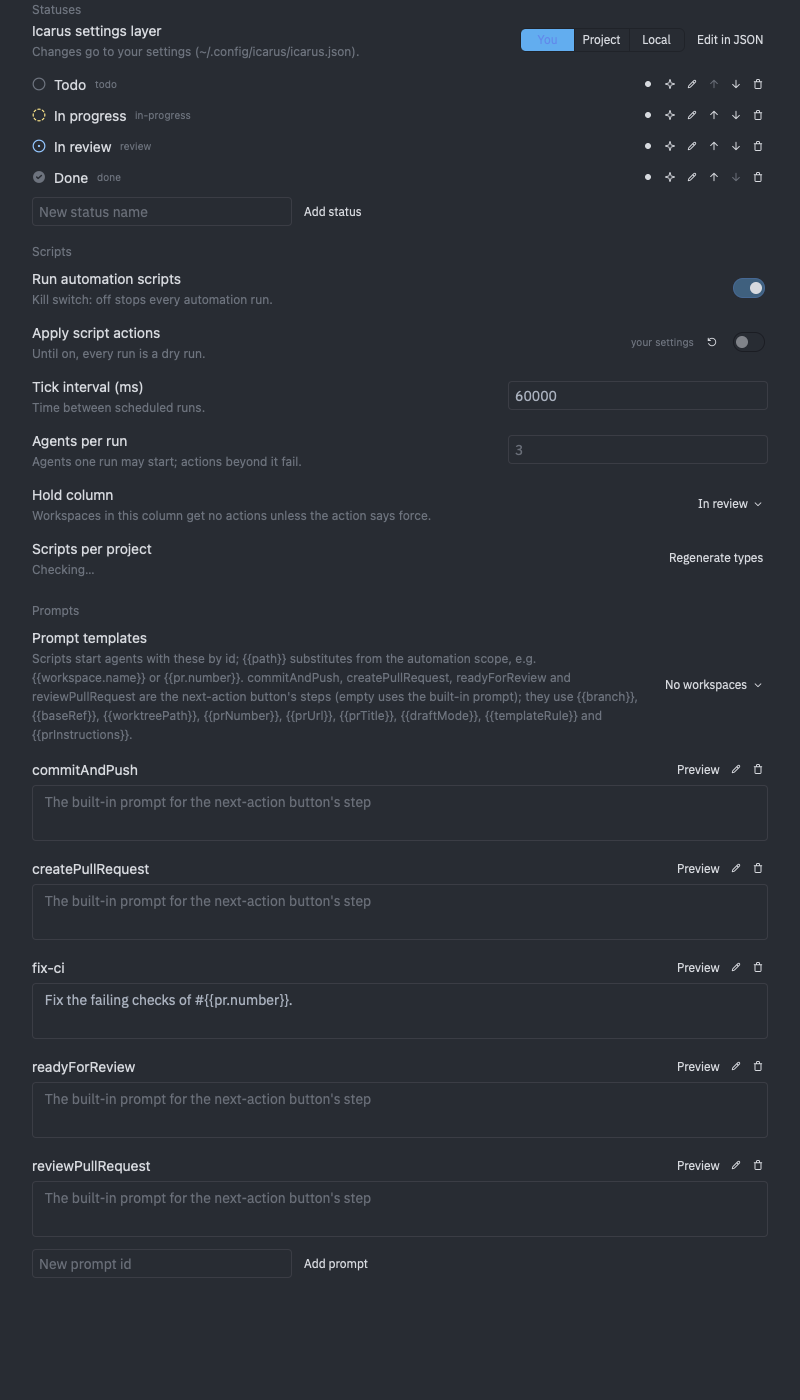 Statuses
Icarus settings layer
Changes go to your settings (~/.config/icarus/icarus.json).
You Project Local Edit in JSON
Todo todo
In progress in-progress
In review review
Done done
New status name Add status
Scripts
Run automation scripts
Kill switch: off stops every automation run.
Apply script actions
Until on, every run is a dry run.
your settings
Tick interval (ms)
Time between scheduled runs.
60000
Agents per run
Agents one run may start; actions beyond it fail.
3
Hold column
Workspaces in this column get no actions unless the action says force.
In review
Scripts per project
Checking…
Regenerate types
Prompts
Prompt templates
Scripts start agents with these by id; {{path}} substitutes from the automation scope, e.g.
{{workspace.name}} or {{pr.number}}. commitAndPush, createPullRequest, readyForReview and
reviewPullRequest are the next-action button's steps (empty uses the built-in prompt); they use {{branch}},
{{baseRef}}, {{worktreePath}}, {{prNumber}}, {{prUrl}}, {{prTitle}}, {{draftMode}}, {{templateRule}} and
{{prInstructions}}.
No workspaces
commitAndPush Preview
The built-in prompt for the next-action button's step
createPullRequest Preview
The built-in prompt for the next-action button's step
fix-ci Preview
Fix the failing checks of #{{pr.number}}.
readyForReview Preview
The built-in prompt for the next-action button's step
reviewPullRequest Preview
The built-in prompt for the next-action button's step
New prompt id Add prompt